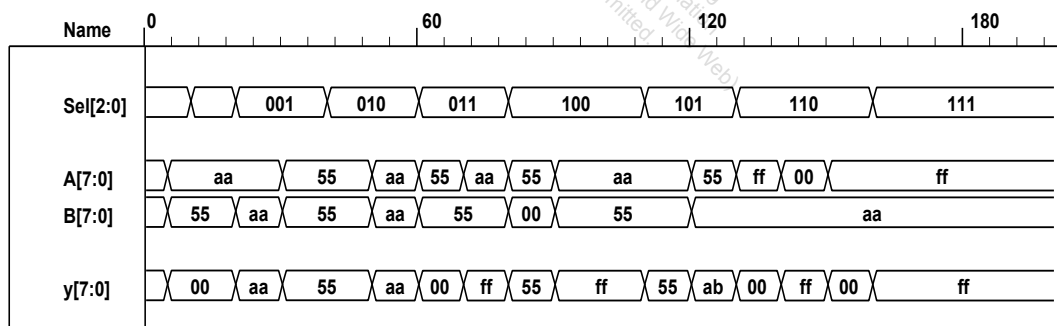 Name 0 60 120 180
Sel[2:0] 001 010 011 100 101 110 111
A[7:0] aa 55 aa 55 aa 55 aa 55 ff 00 ff
B[7:0] 55 aa 55 aa 55 00 55 aa
y[7:0] 00 aa 55 aa 00 ff 55 ff 55 ab 00 ff 00 ff
Wide Web)